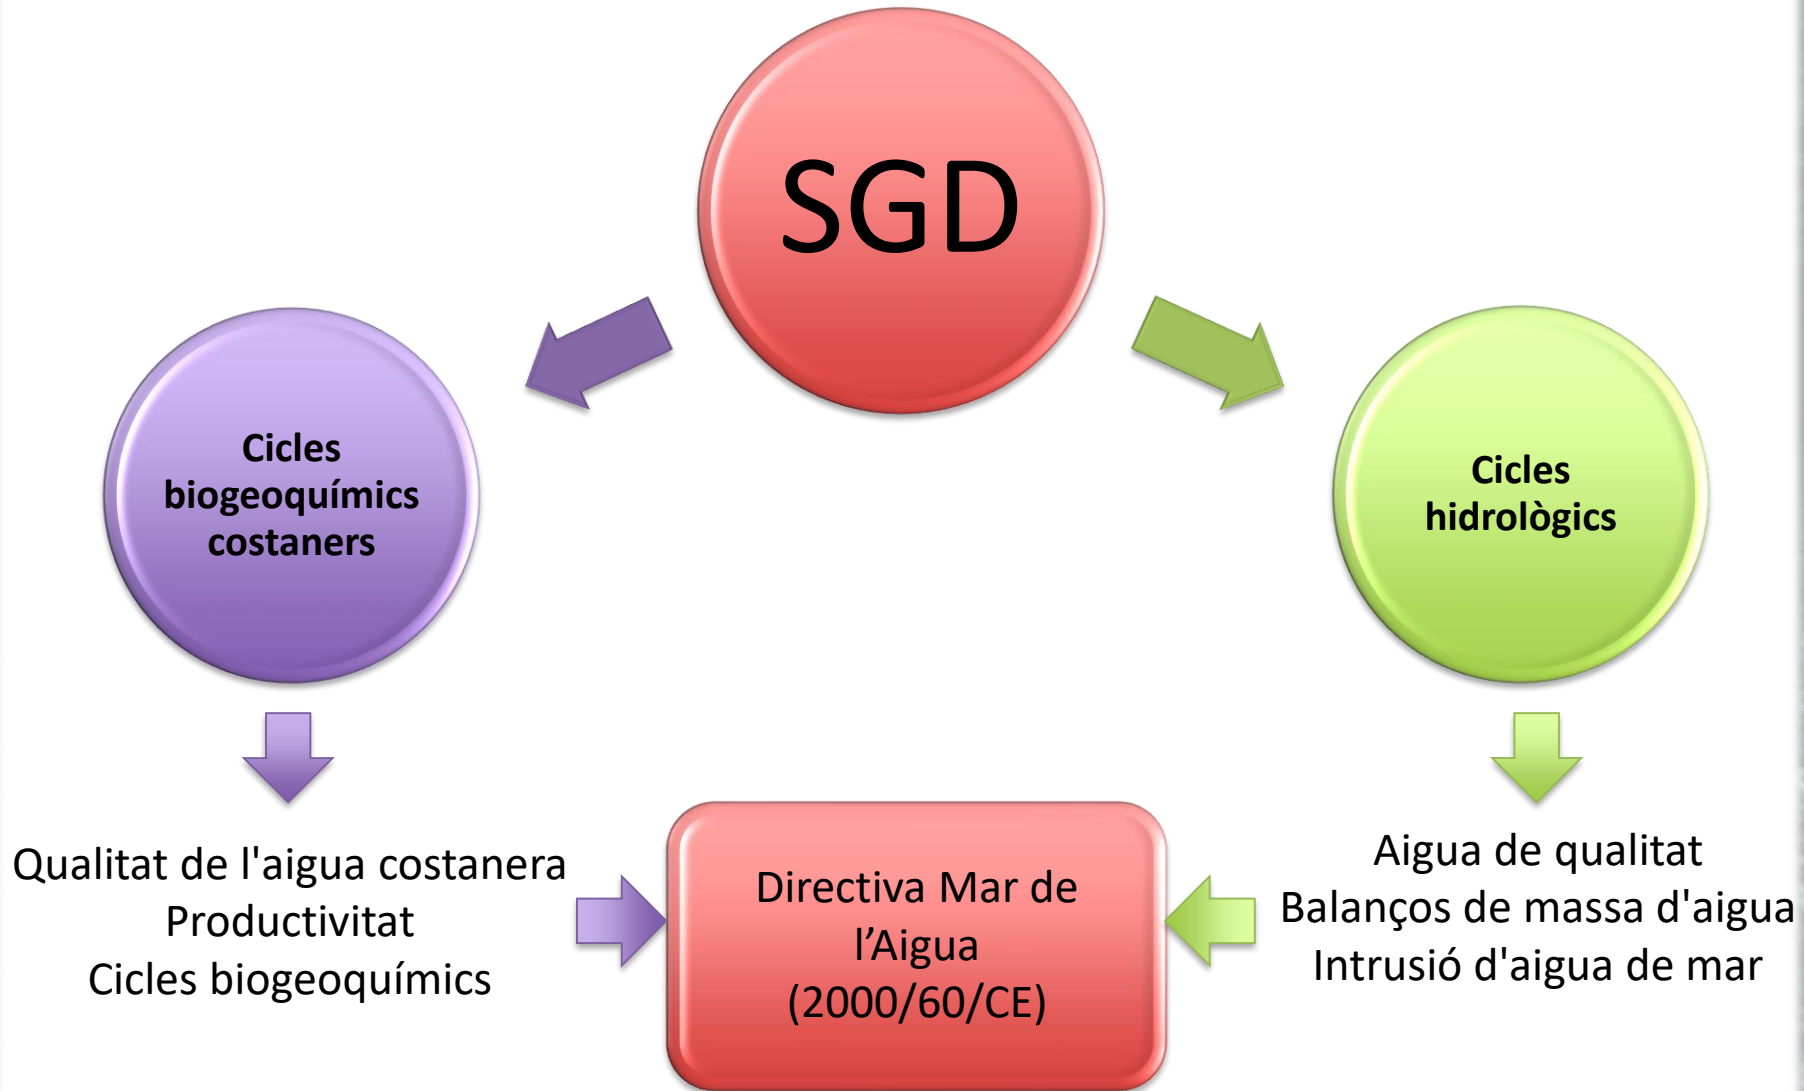 SGD
Cicles
biogeoquímics
costaners
Cicles
hidrològics
Qualitat de l'aigua costanera
Productivitat
Cicles biogeoquímics
Directiva Mar de
l’Aigua
(2000/60/CE)
Aigua de qualitat
Balanços de massa d'aigua
Intrusió d'aigua de mar